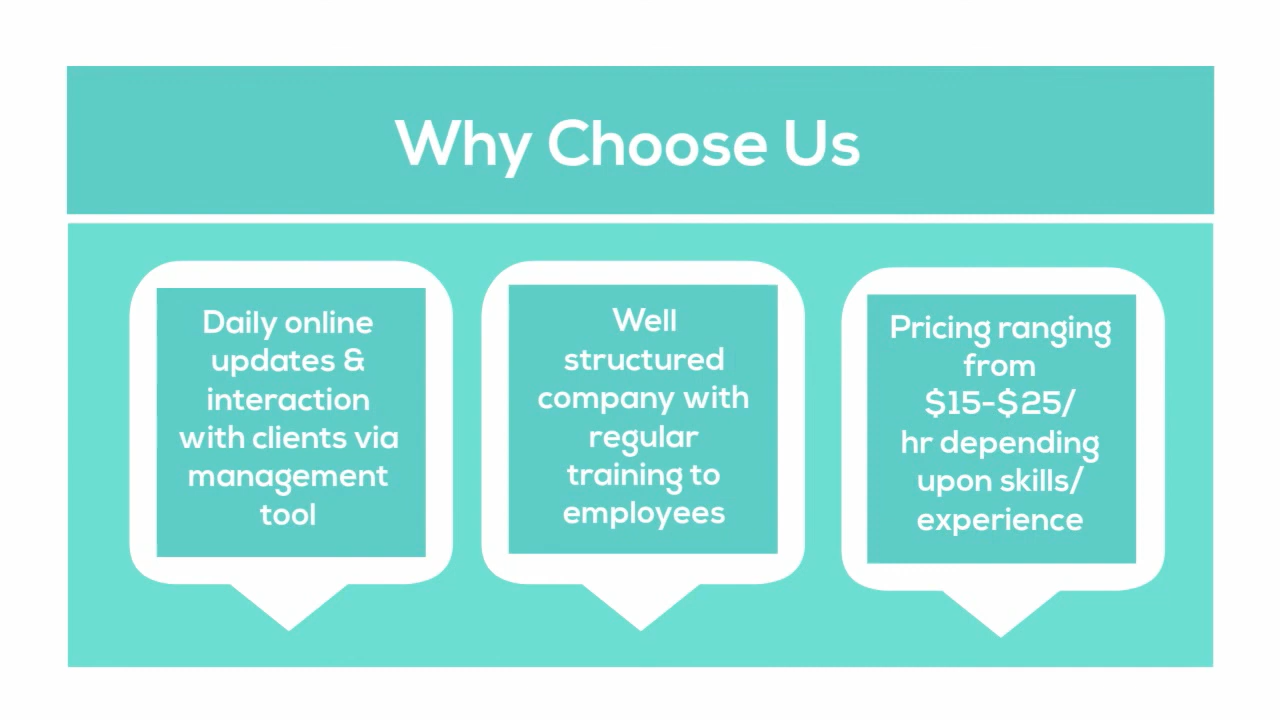 Why Choose Us
Daily online
updates &
interaction
with clients via
management
tool
Well
structured
company with
regular
training to
employees
Pricing ranging
from
$15-$25/
hr depending
upon skills/
experience